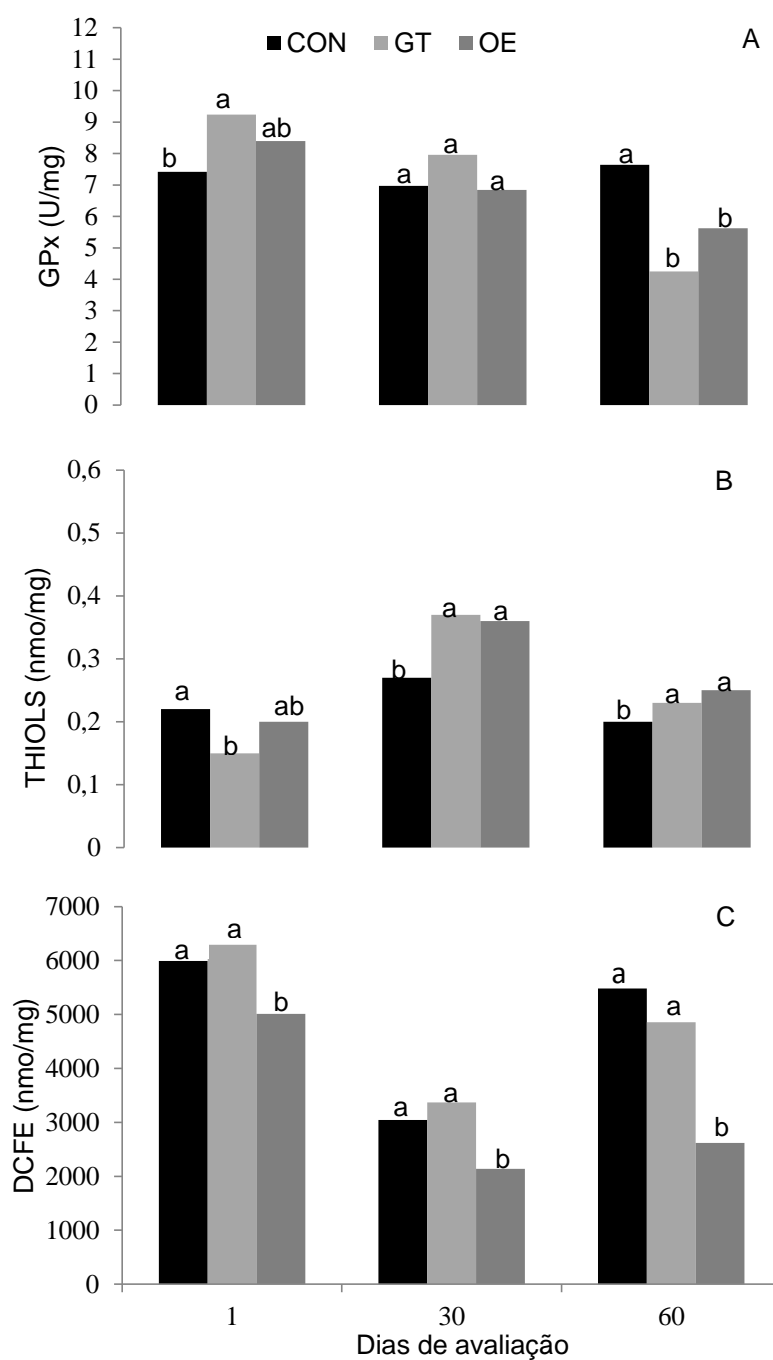 CON GT OE
A
GPx (U/mg)
12
11
10
9
8
7
6
5
4
3
2
1
0
b a ab
a a a
a b b
B
THIOLS (nmo/mg)
0,6
0,5
0,4
0,3
0,2
0,1
0
a b ab
b a a
b a a
C
DCFE (nmo/mg)
7000
6000
5000
4000
3000
2000
1000
0
a a b
a a b
a a b
1 30 60
Dias de avaliação